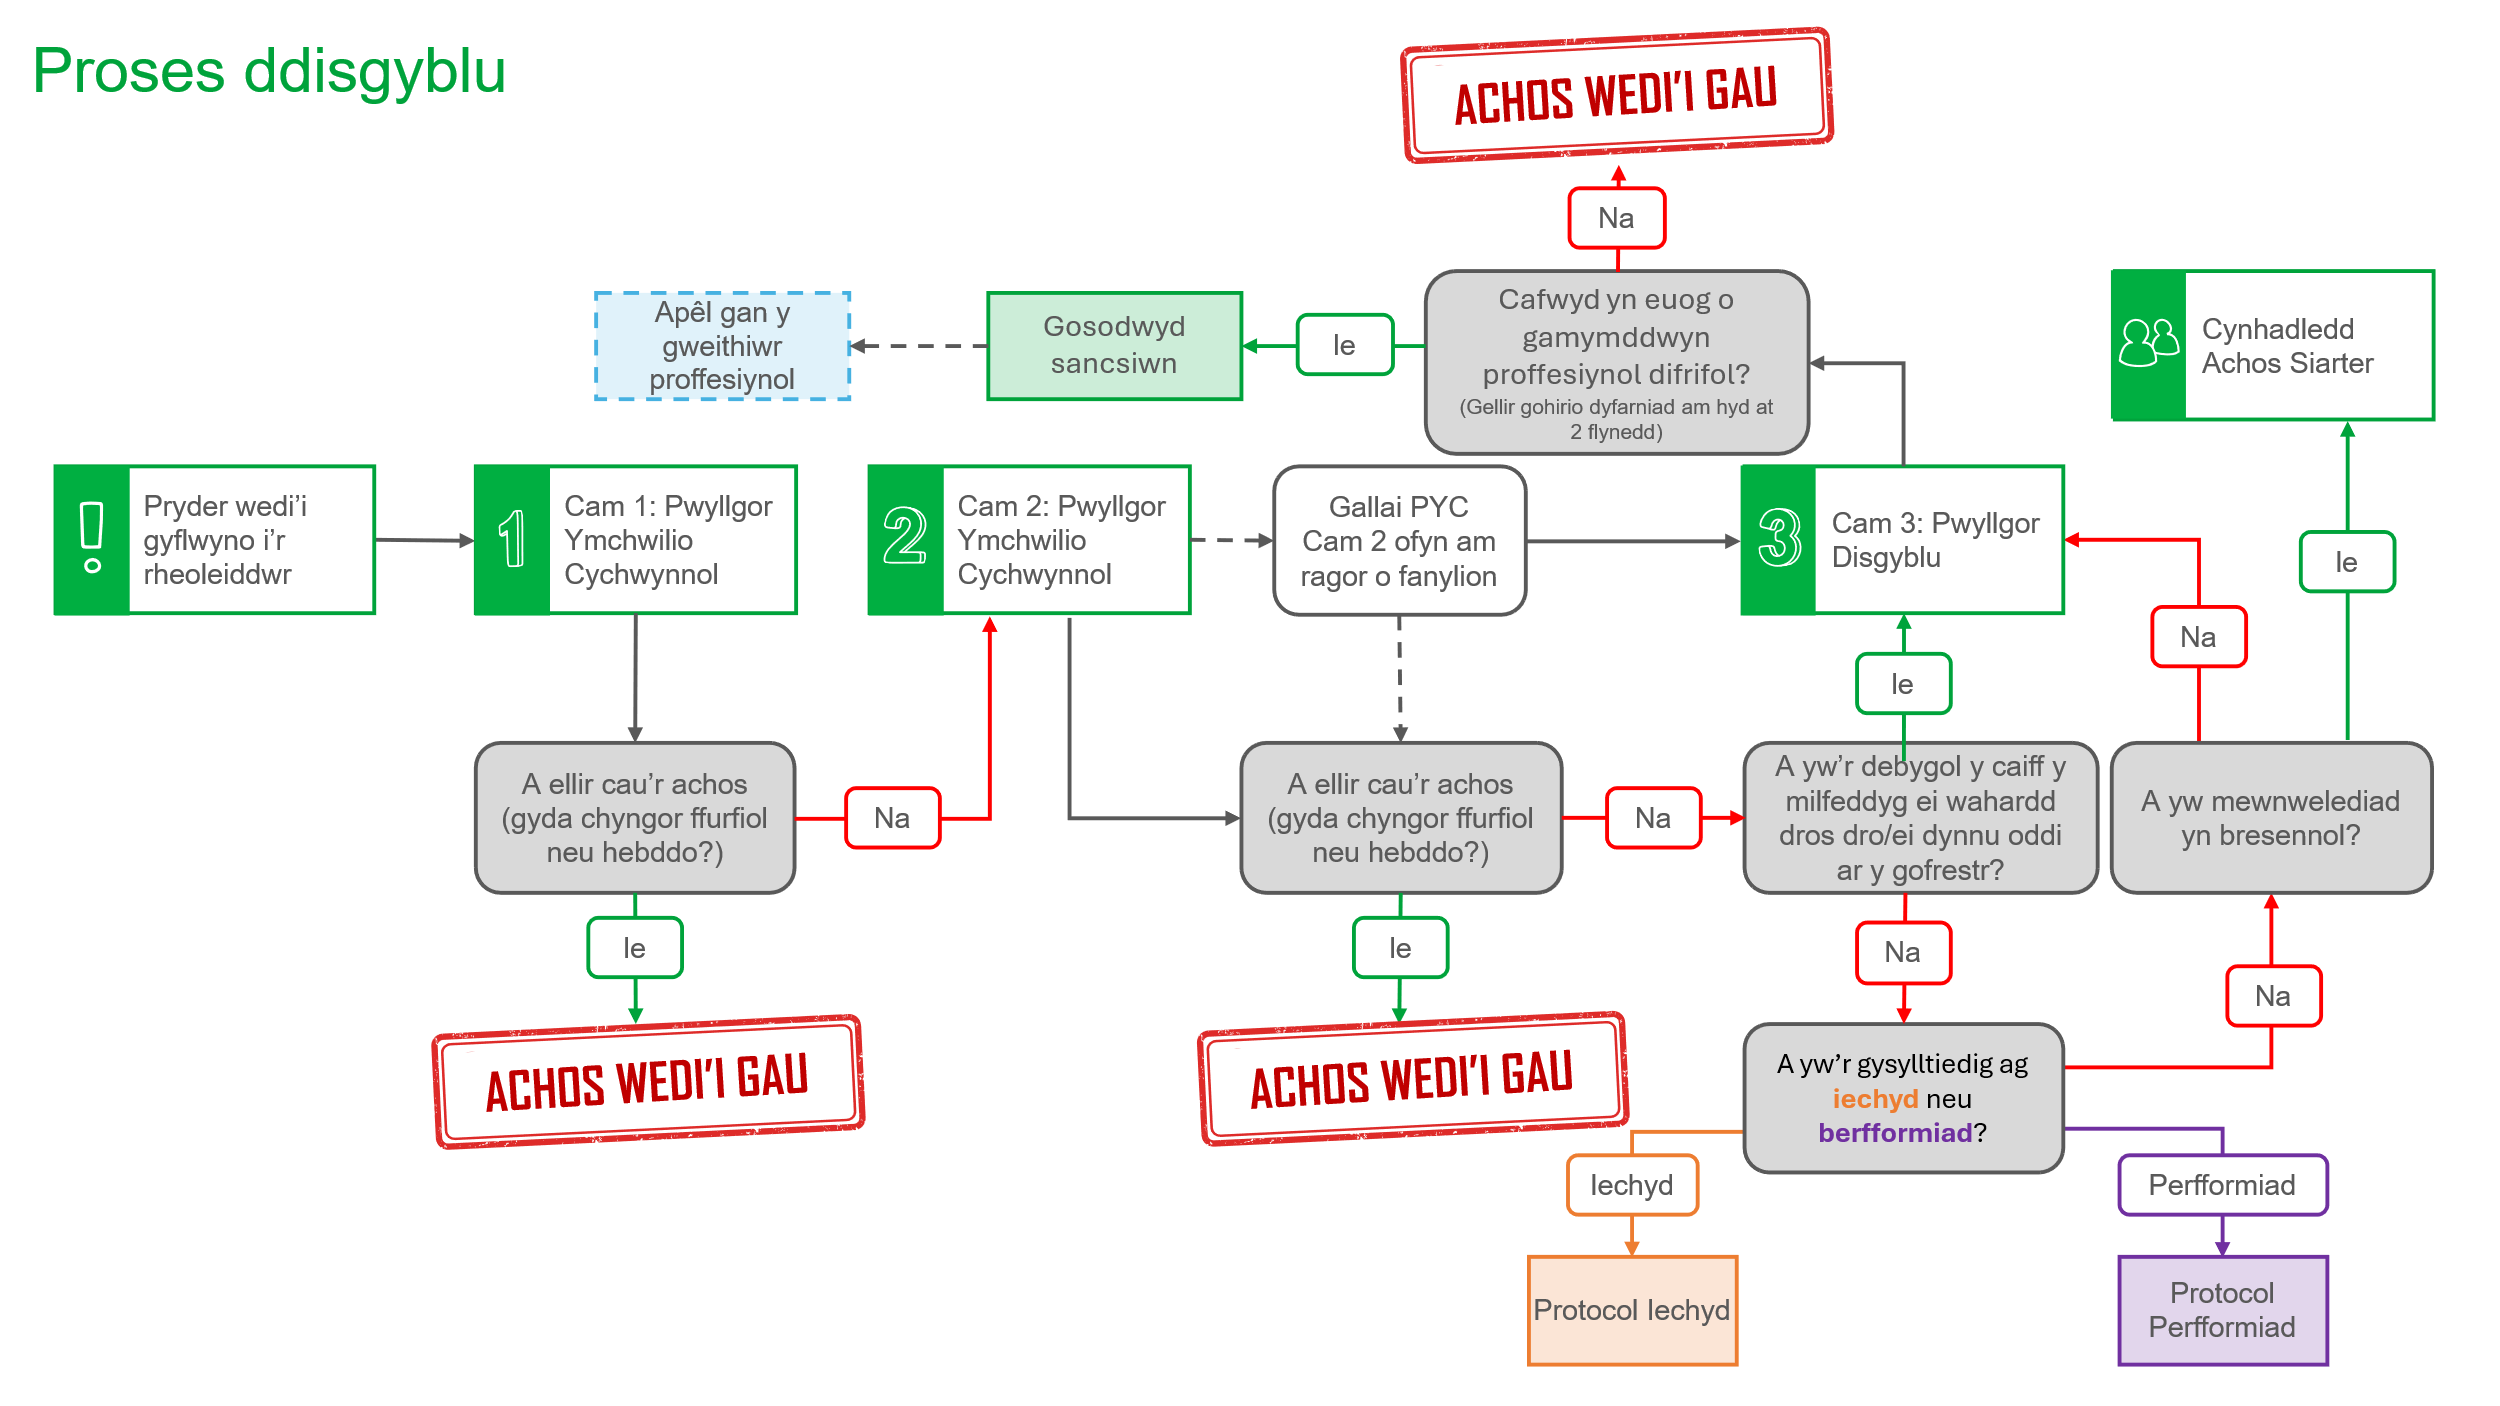 Proses ddisgyblu
ACHOS WEDI'I GAU
Na
Apêl gan y
gweithiwr
proffesiynol
Gosodwyd
sancsiwn
Ie
Cafwyd yn euog o
gamymddwyn
proffesiynol difrifol?
(Gellir gohirio dyfarniad am hyd at
2 flynedd)
Cynhadledd
Achos Siarter
!
Pryder wedi’i
gyflwyno i’r
rheoleiddwr
1
Cam 1: Pwyllgor
Ymchwilio
Cychwynnol
2
Cam 2: Pwyllgor
Ymchwilio
Cychwynnol
Gallai PYC
Cam 2 ofyn am
ragor o fanylion
3
Cam 3: Pwyllgor
Disgyblu
Ie
Na
Ie
A ellir cau’r achos
(gyda chyngor ffurfiol
neu hebddo?)
Na
A ellir cau’r achos
(gyda chyngor ffurfiol
neu hebddo?)
Na
A yw’r debygol y caiff y
milfeddyg ei wahardd
dros dro/ei dynnu oddi
ar y gofrestr?
A yw mewnwelediad
yn bresennol?
Ie
Ie
Na
Na
ACHOS WEDI'I GAU
ACHOS WEDI'I GAU
A yw’r gysylltiedig ag
iechyd neu
berfformiad?
Iechyd
Perfformiad
Protocol Iechyd
Protocol
Perfformiad